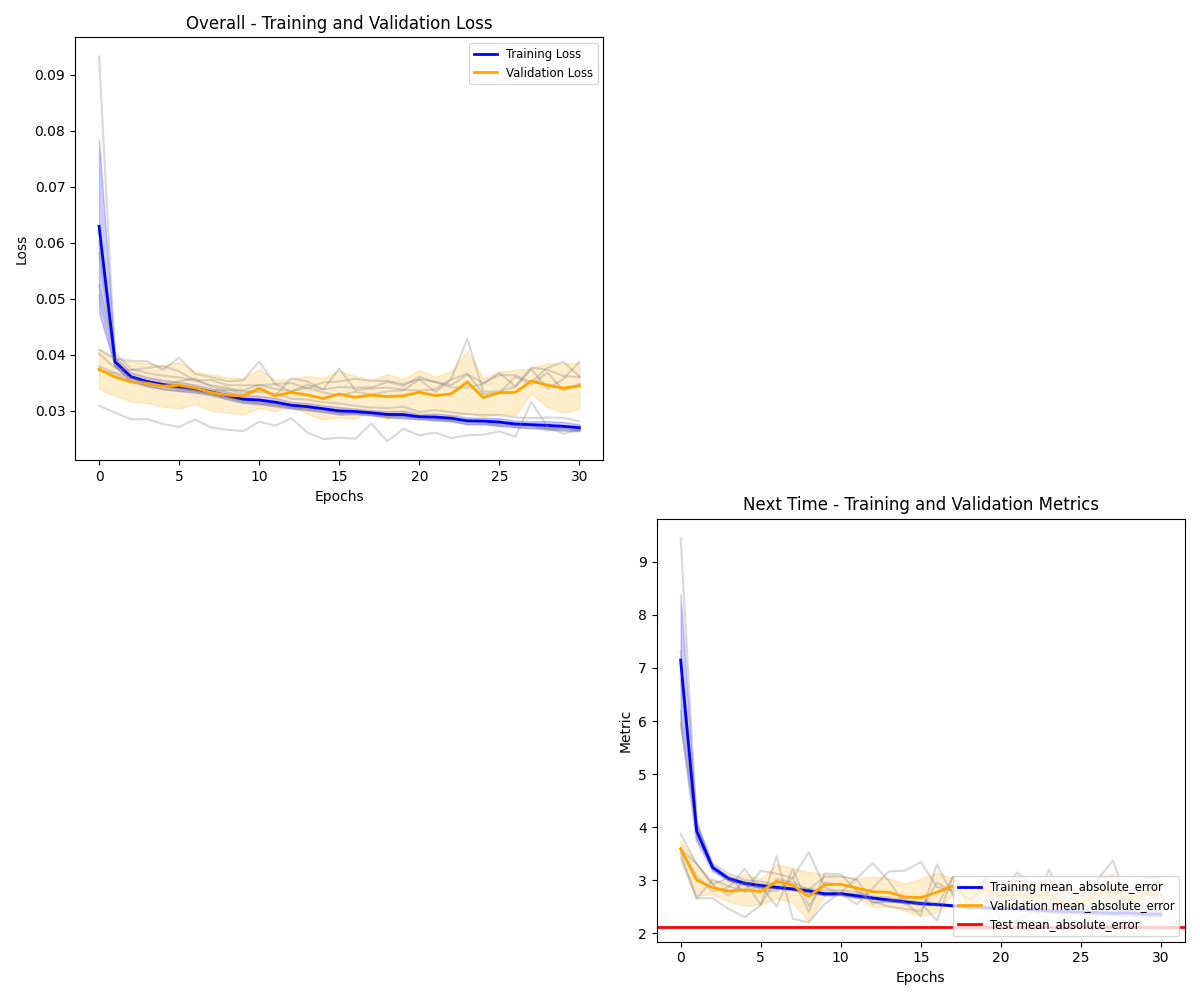 Overall - Training and Validation Loss
Training Loss
Validation Loss
0.09
0.08
0.07
0.06
0.05
0.04
0.03
Loss
0 5 10 15 20 25 30
Epochs
Next Time - Training and Validation Metrics
9
8
7
6
5
4
3
2
Metric
Training mean_absolute_error
Validation mean_absolute_error
Test mean_absolute_error
0 5 10 15 20 25 30
Epochs